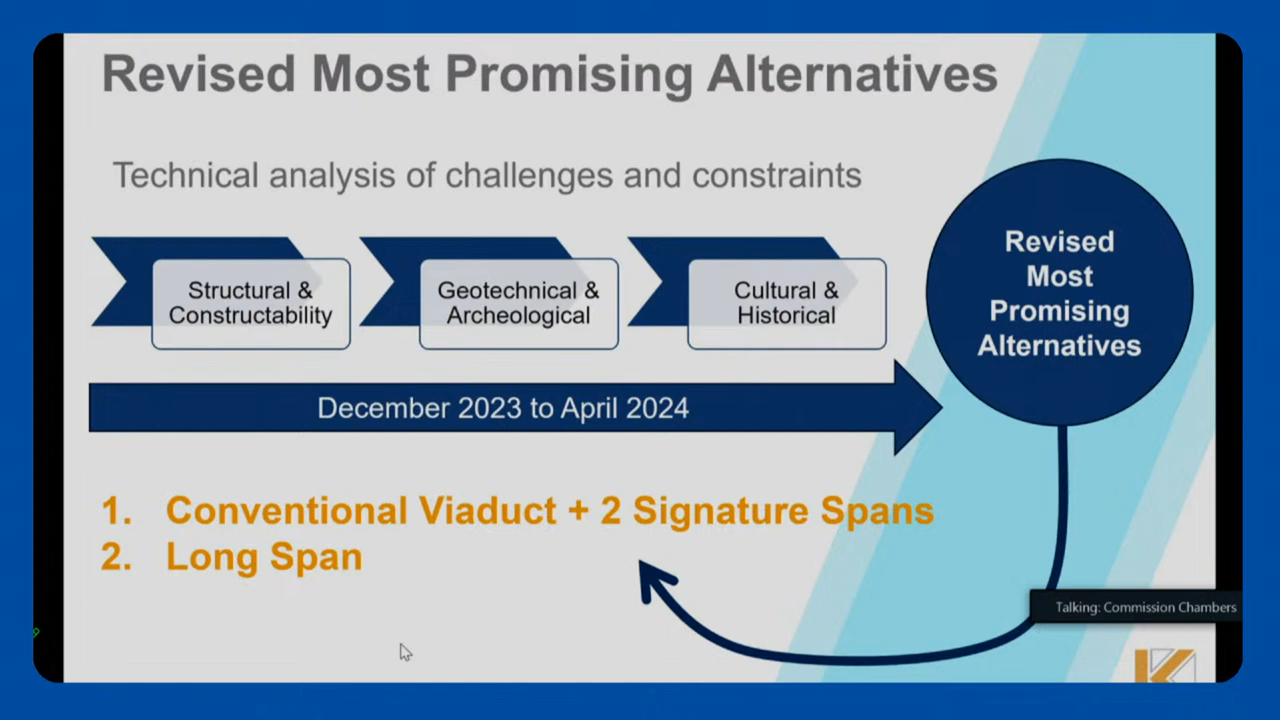 Revised Most Promising Alternatives
Technical analysis of challenges and constraints
Structural &
Constructability
Geotechnical &
Archeological
Cultural &
Historical
Revised
Most
Promising
Alternatives
December 2023 to April 2024
1. Conventional Viaduct + 2 Signature Spans
2. Long Span
Talking: Commission Chambers